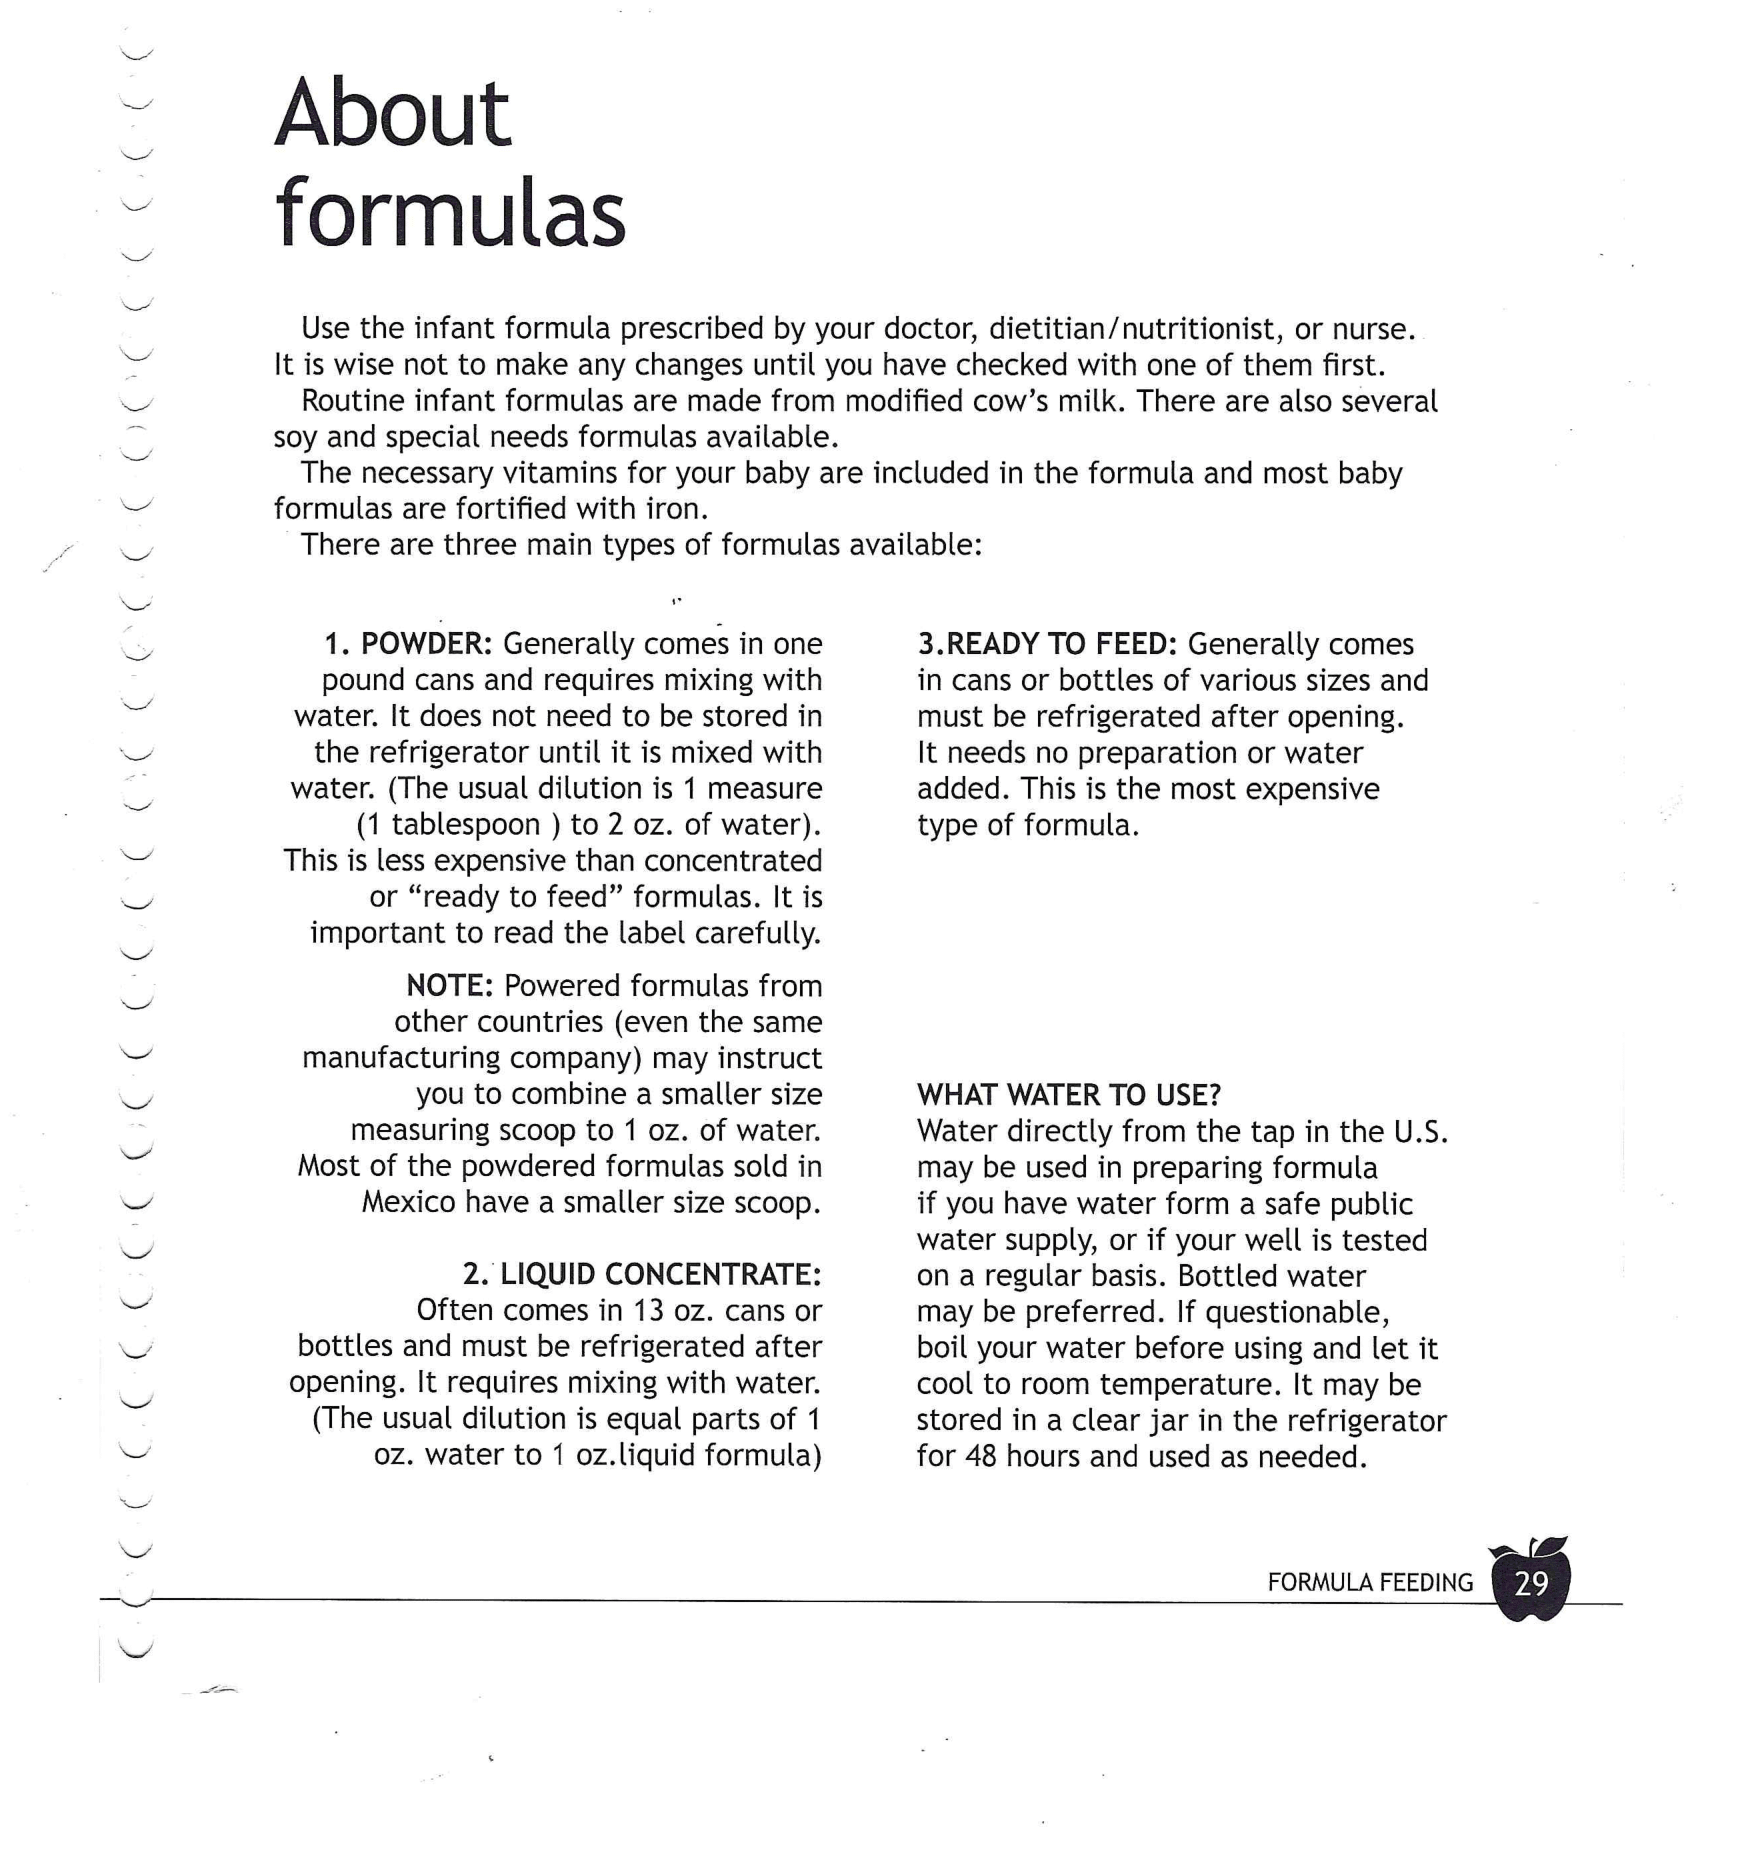 About
formulas
Use the infant formula prescribed by your doctor, dietitian/nutritionist, or nurse.
It is wise not to make any changes until you have checked with one of them first.
Routine infant formulas are made from modified cow's milk. There are also several
soy and special needs formulas available.
The necessary vitamins for your baby are included in the formula and most baby
formulas are fortified with iron.
There are three main types of formulas available:
1. POWDER: Generally comes in one
pound cans and requires mixing with
water. It does not need to be stored in
the refrigerator until it is mixed with
water. (The usual dilution is 1 measure
(1 tablespoon ) to 2 oz. of water).
This is less expensive than concentrated
or “ready to feed” formulas. It is
important to read the label carefully.
NOTE: Powered formulas from
other countries (even the same
manufacturing company) may instruct
you to combine a smaller size
measuring scoop to 1 oz. of water.
Most of the powdered formulas sold in
Mexico have a smaller size scoop.
2. LIQUID CONCENTRATE:
Often comes in 13 oz. cans or
bottles and must be refrigerated after
opening. It requires mixing with water.
(The usual dilution is equal parts of 1
oz. water to 1 oz.liquid formula)
3.READY TO FEED: Generally comes
in cans or bottles of various sizes and
must be refrigerated after opening.
It needs no preparation or water
added. This is the most expensive
type of formula.
WHAT WATER TO USE?
Water directly from the tap in the U.S.
may be used in preparing formula
if you have water form a safe public
water supply, or if your well is tested
on a regular basis. Bottled water
may be preferred. If questionable,
boil your water before using and let it
cool to room temperature. It may be
stored in a clear jar in the refrigerator
for 48 hours and used as needed.
FORMULA FEEDING 29